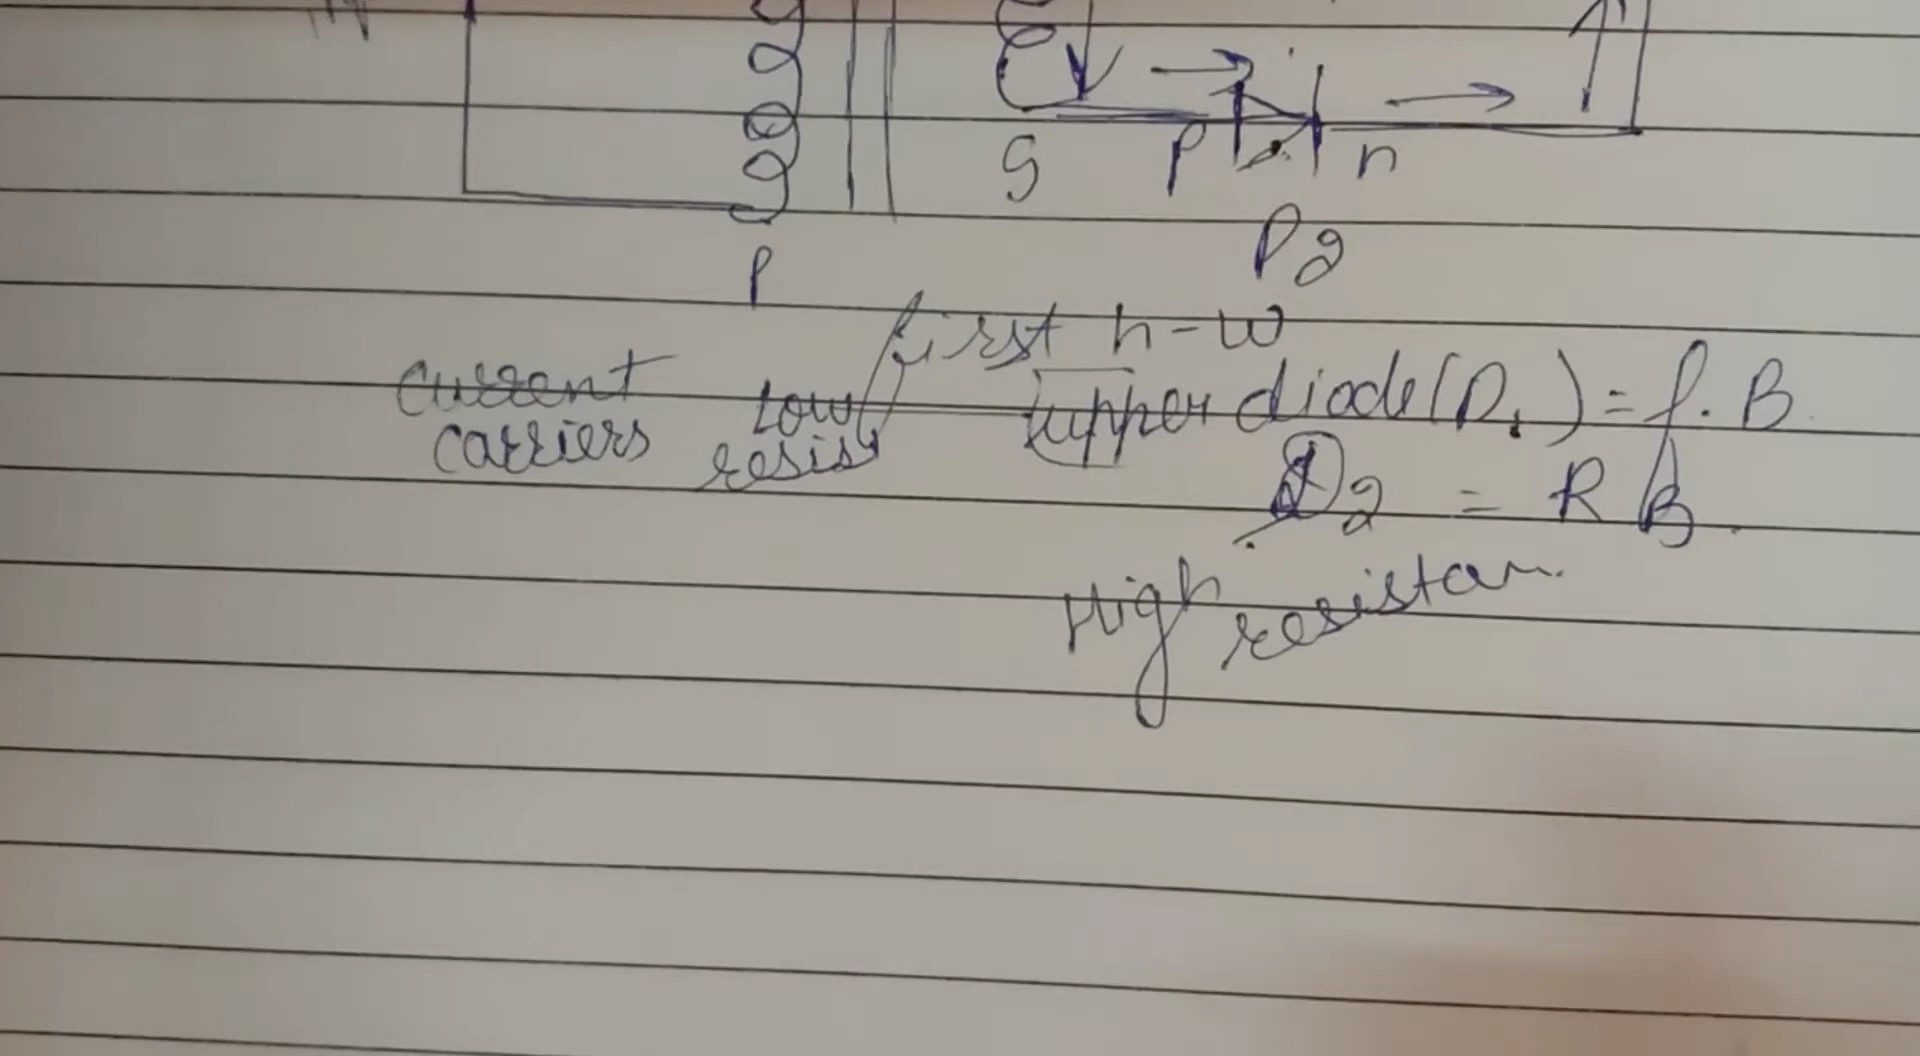 S P n
D2
P
first h-w
current Low upper diode (D1) = f. B.
carriers resis
D2 = R B.
High resistan.